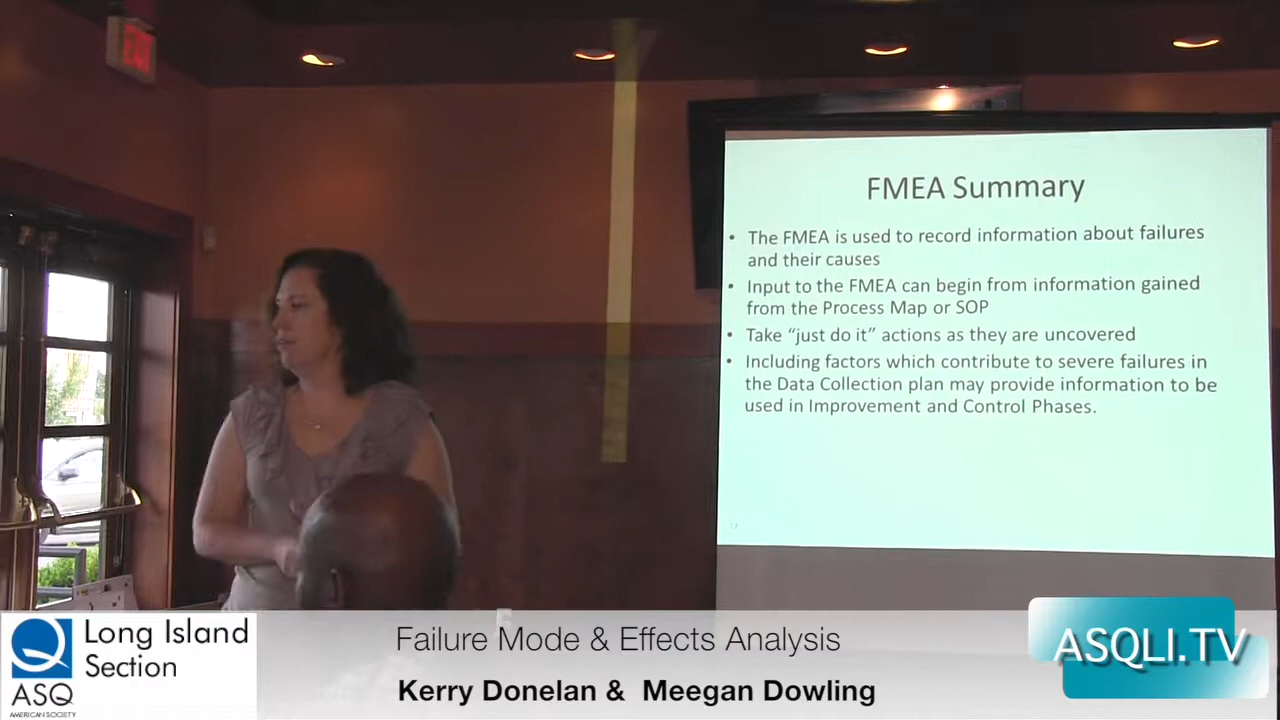 EXIT
FMEA Summary
• The FMEA is used to record information about failures
and their causes
• Input to the FMEA can begin from information gained
from the Process Map or SOP
• Take “just do it” actions as they are uncovered
• Including factors which contribute to severe failures in
the Data Collection plan may provide information to be
used in Improvement and Control Phases.
Long Island
Section
ASQ
AMERICAN SOCIETY
Failure Mode & Effects Analysis
Kerry Donelan & Meegan Dowling
ASQLI.TV